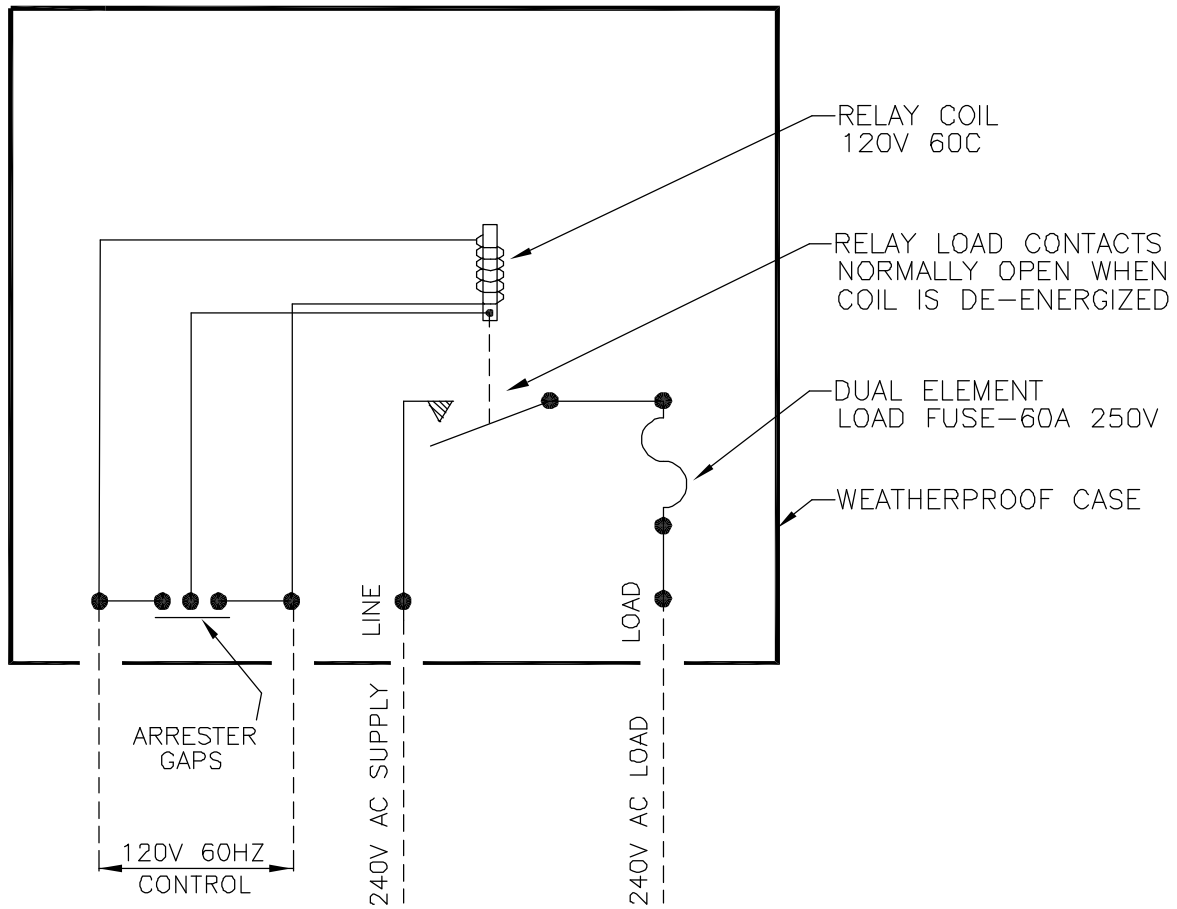 RELAY COIL
120V 60C
RELAY LOAD CONTACTS
NORMALLY OPEN WHEN
COIL IS DE-ENERGIZED
DUAL ELEMENT
LOAD FUSE-60A 250V
WEATHERPROOF CASE
LINE
LOAD
ARRESTER
GAPS
240V AC SUPPLY
240V AC LOAD
120V 60HZ
CONTROL